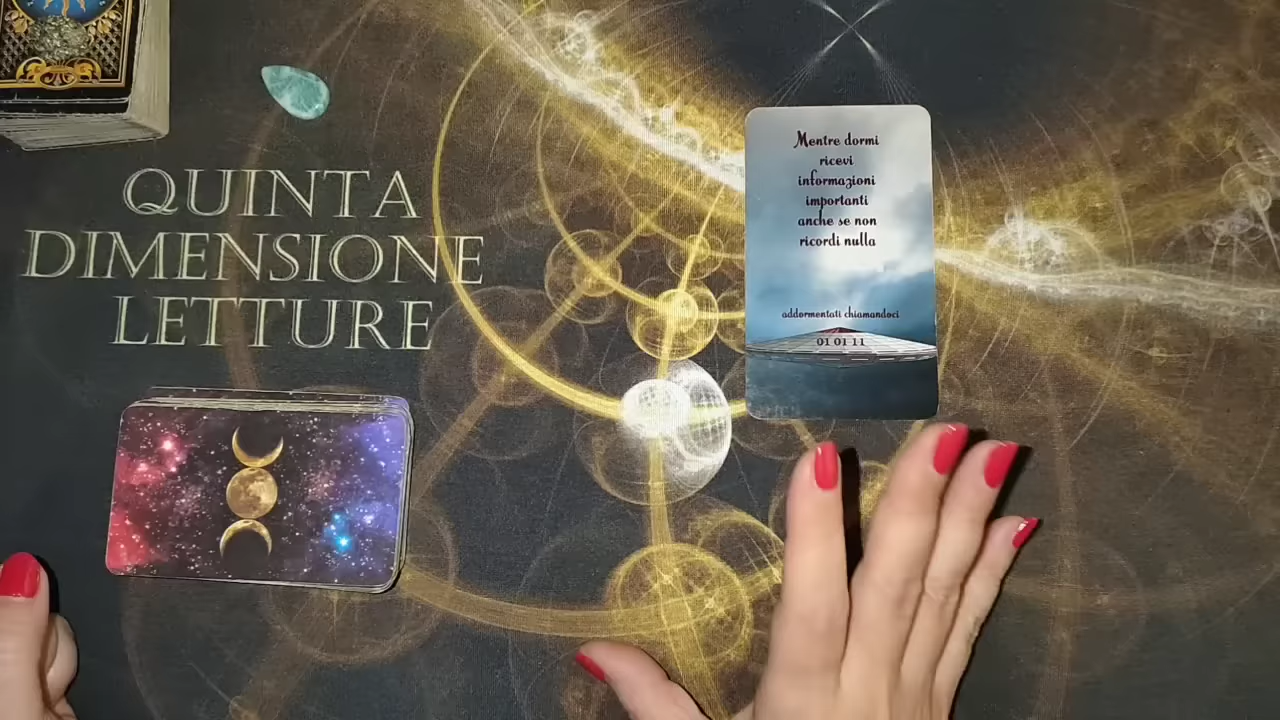 QUINTA
DIMENSIONE
LETTURE
Mentre dormi
ricevi
informazioni
importanti
anche se non
ricordi nulla
addormentati chiamandoci
01 01 11